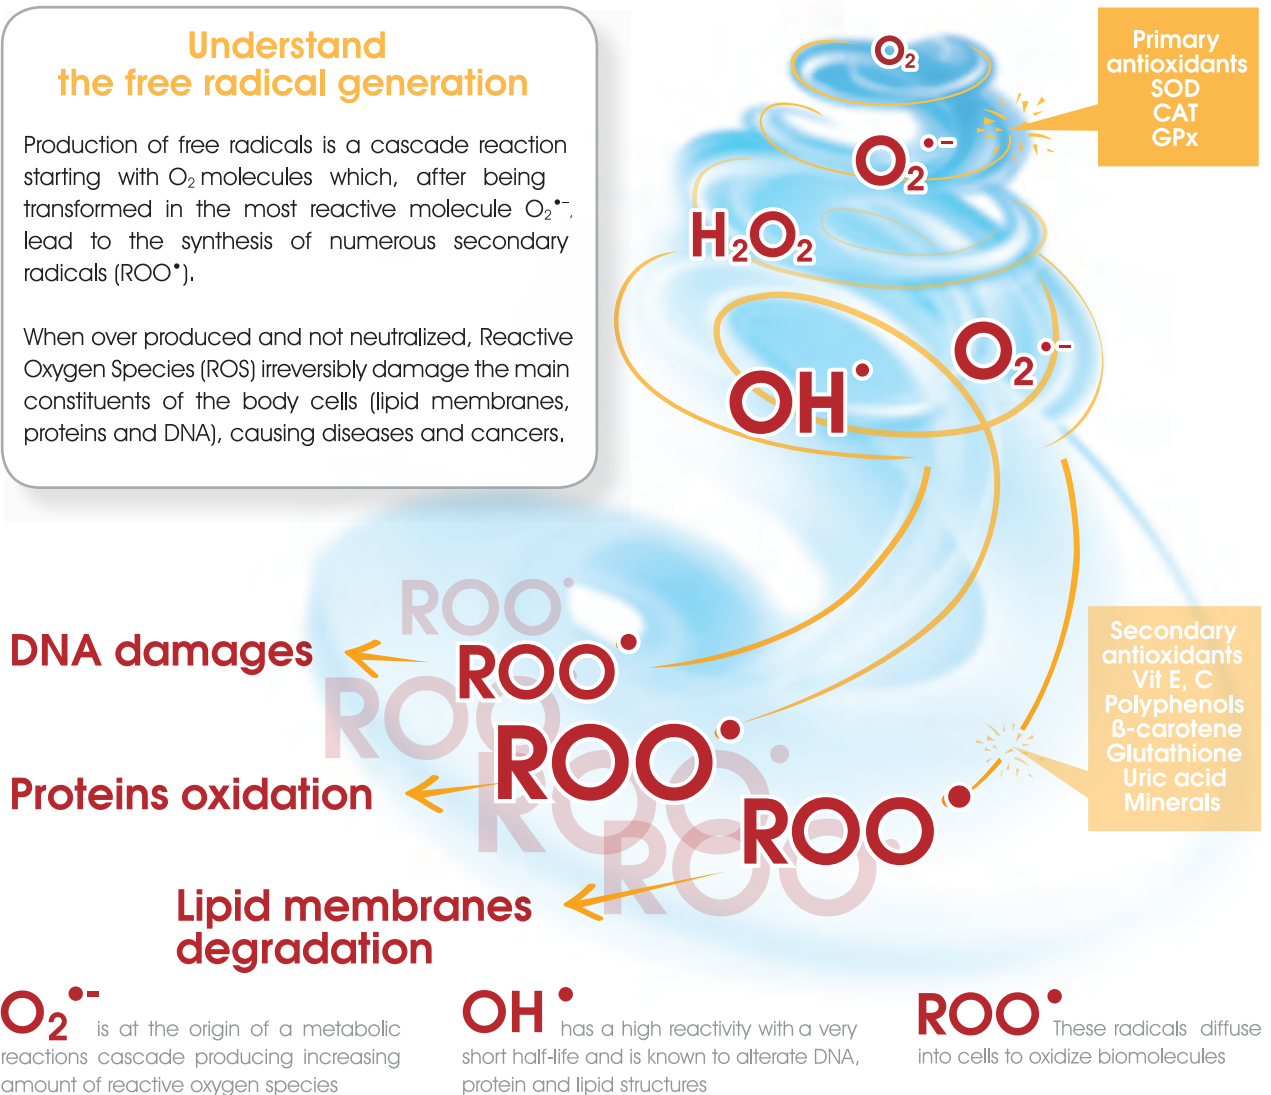 Understand
the free radical generation
Production of free radicals is a cascade reaction
starting with O₂ molecules which, after being
transformed in the most reactive molecule O₂•–,
lead to the synthesis of numerous secondary
radicals (ROO•).
When over produced and not neutralized, Reactive
Oxygen Species (ROS) irreversibly damage the main
constituents of the body cells (lipid membranes,
proteins and DNA), causing diseases and cancers.
O₂
Primary
antioxidants
SOD
CAT
GPx
O₂•–
H₂O₂
O₂•–
OH•
ROO•
DNA damages
ROO•
ROO•
Proteins oxidation
ROO•
ROO•
ROO•
ROO•
Lipid membranes
degradation
Secondary
antioxidants
Vit E, C
Polyphenols
ß-carotene
Glutathione
Uric acid
Minerals
O₂•– is at the origin of a metabolic
reactions cascade producing increasing
amount of reactive oxygen species
OH• has a high reactivity with a very
short half-life and is known to alterate DNA,
protein and lipid structures
ROO• These radicals diffuse
into cells to oxidize biomolecules